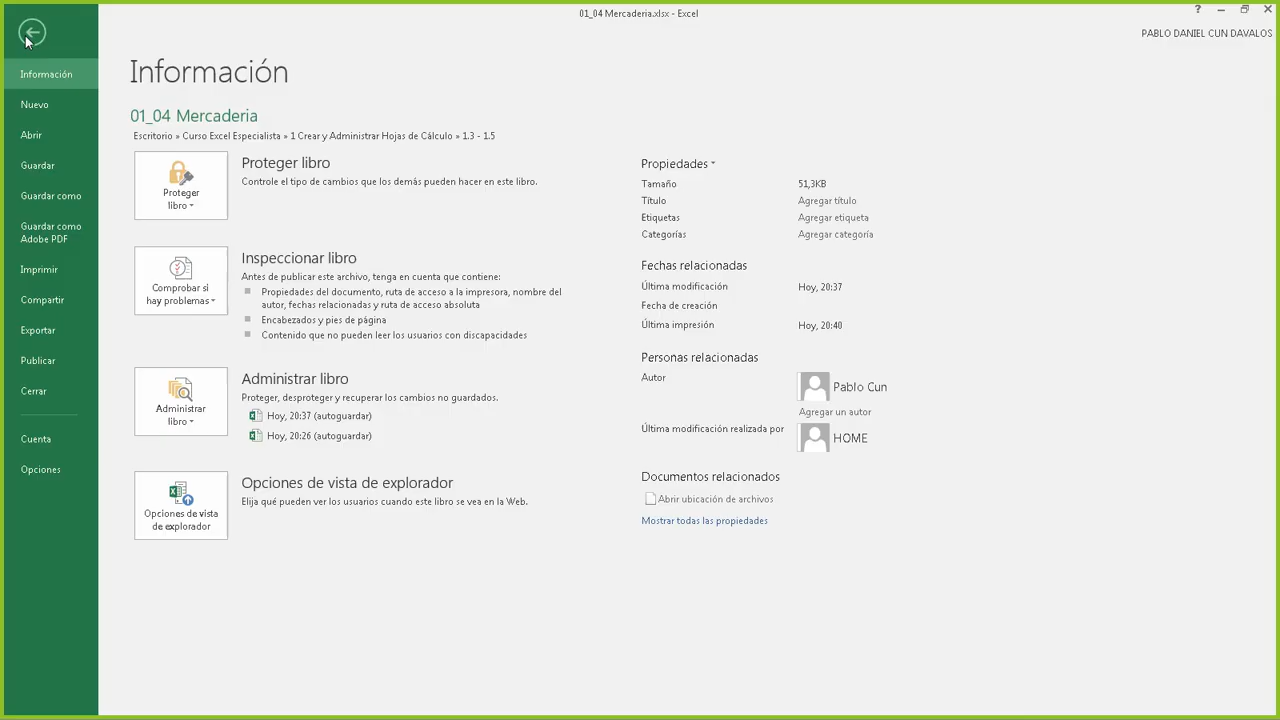 01_04 Mercaderia.xlsx - Excel
?
PABLO DANIEL CUN DAVALOS
Información
Nuevo
Abrir
Guardar
Guardar como
Guardar como
Adobe PDF
Imprimir
Compartir
Exportar
Publicar
Cerrar
Cuenta
Opciones
Información
01_04 Mercaderia
Escritorio » Curso Excel Especialista » 1 Crear y Administrar Hojas de Cálculo » 1.3 - 1.5
Proteger
libro
Proteger libro
Controle el tipo de cambios que los demás pueden hacer en este libro.
Comprobar si
hay problemas
Inspeccionar libro
Antes de publicar este archivo, tenga en cuenta que contiene:
Propiedades del documento, ruta de acceso a la impresora, nombre del
autor, fechas relacionadas y ruta de acceso absoluta
Encabezados y pies de página
Contenido que no pueden leer los usuarios con discapacidades
Administrar
libro
Administrar libro
Proteger, desproteger y recuperar los cambios no guardados.
Hoy, 20:37 (autoguardar)
Hoy, 20:26 (autoguardar)
Opciones de vista
de explorador
Opciones de vista de explorador
Elija qué pueden ver los usuarios cuando este libro se vea en la Web.
Propiedades
Tamaño 51,3KB
Título Agregar título
Etiquetas Agregar etiqueta
Categorías Agregar categoría
Fechas relacionadas
Última modificación Hoy, 20:37
Fecha de creación
Última impresión Hoy, 20:40
Personas relacionadas
Autor Pablo Cun
Agregar un autor
Última modificación realizada por HOME
Documentos relacionados
Abrir ubicación de archivos
Mostrar todas las propiedades